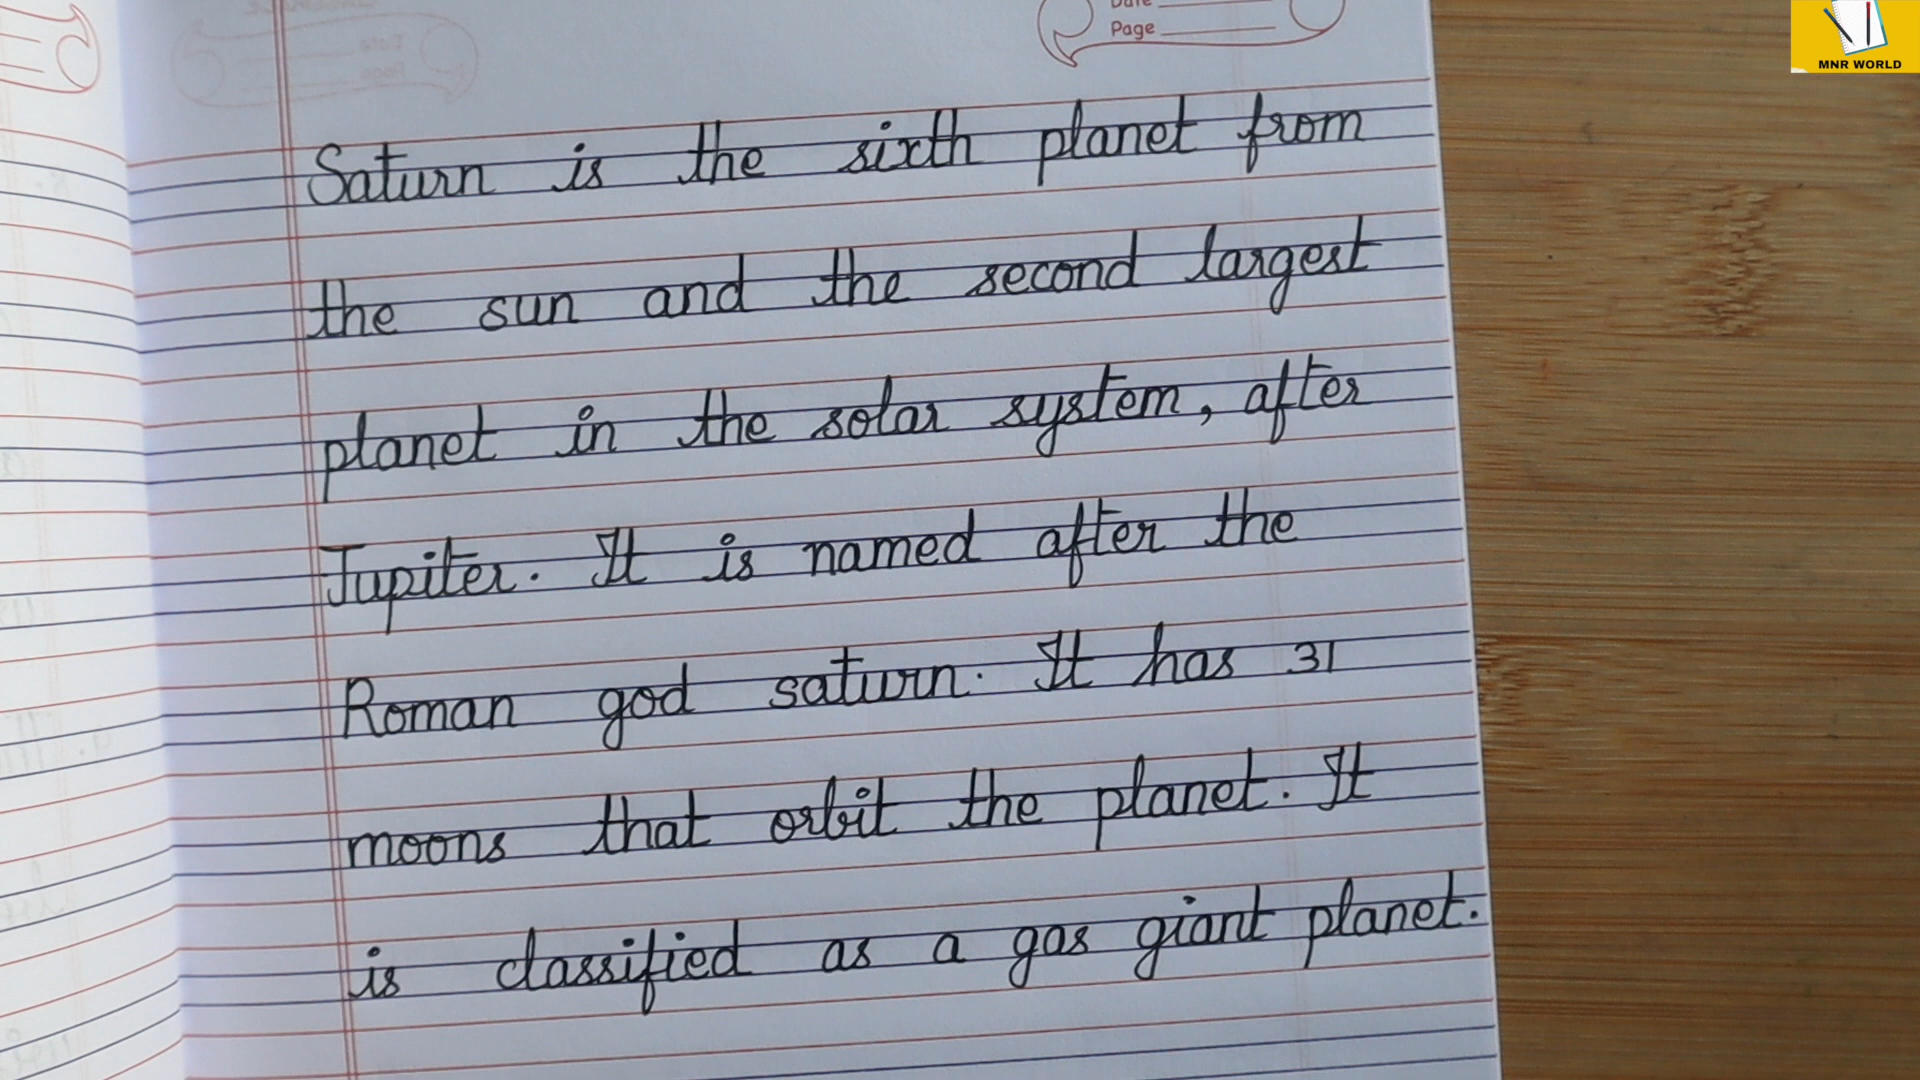 Date
Page
MNR WORLD
Saturn is the sixth planet from
the sun and the second largest
planet in the solar system, after
Jupiter. It is named after the
Roman god saturn. It has 31
moons that orbit the planet. It
is classified as a gas giant planet.